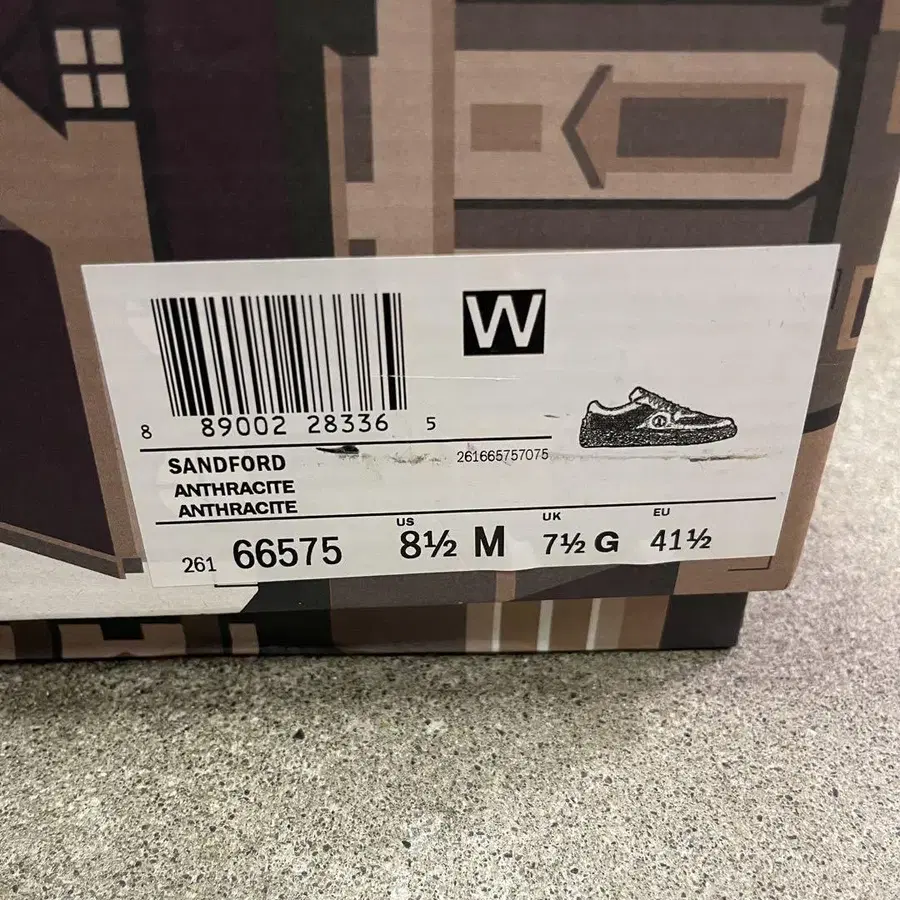 W
8 89002 28336 5
261665757075
SANDFORD
ANTHRACITE
ANTHRACITE
US UK EU
261 66575 8½ M 7½ G 41½